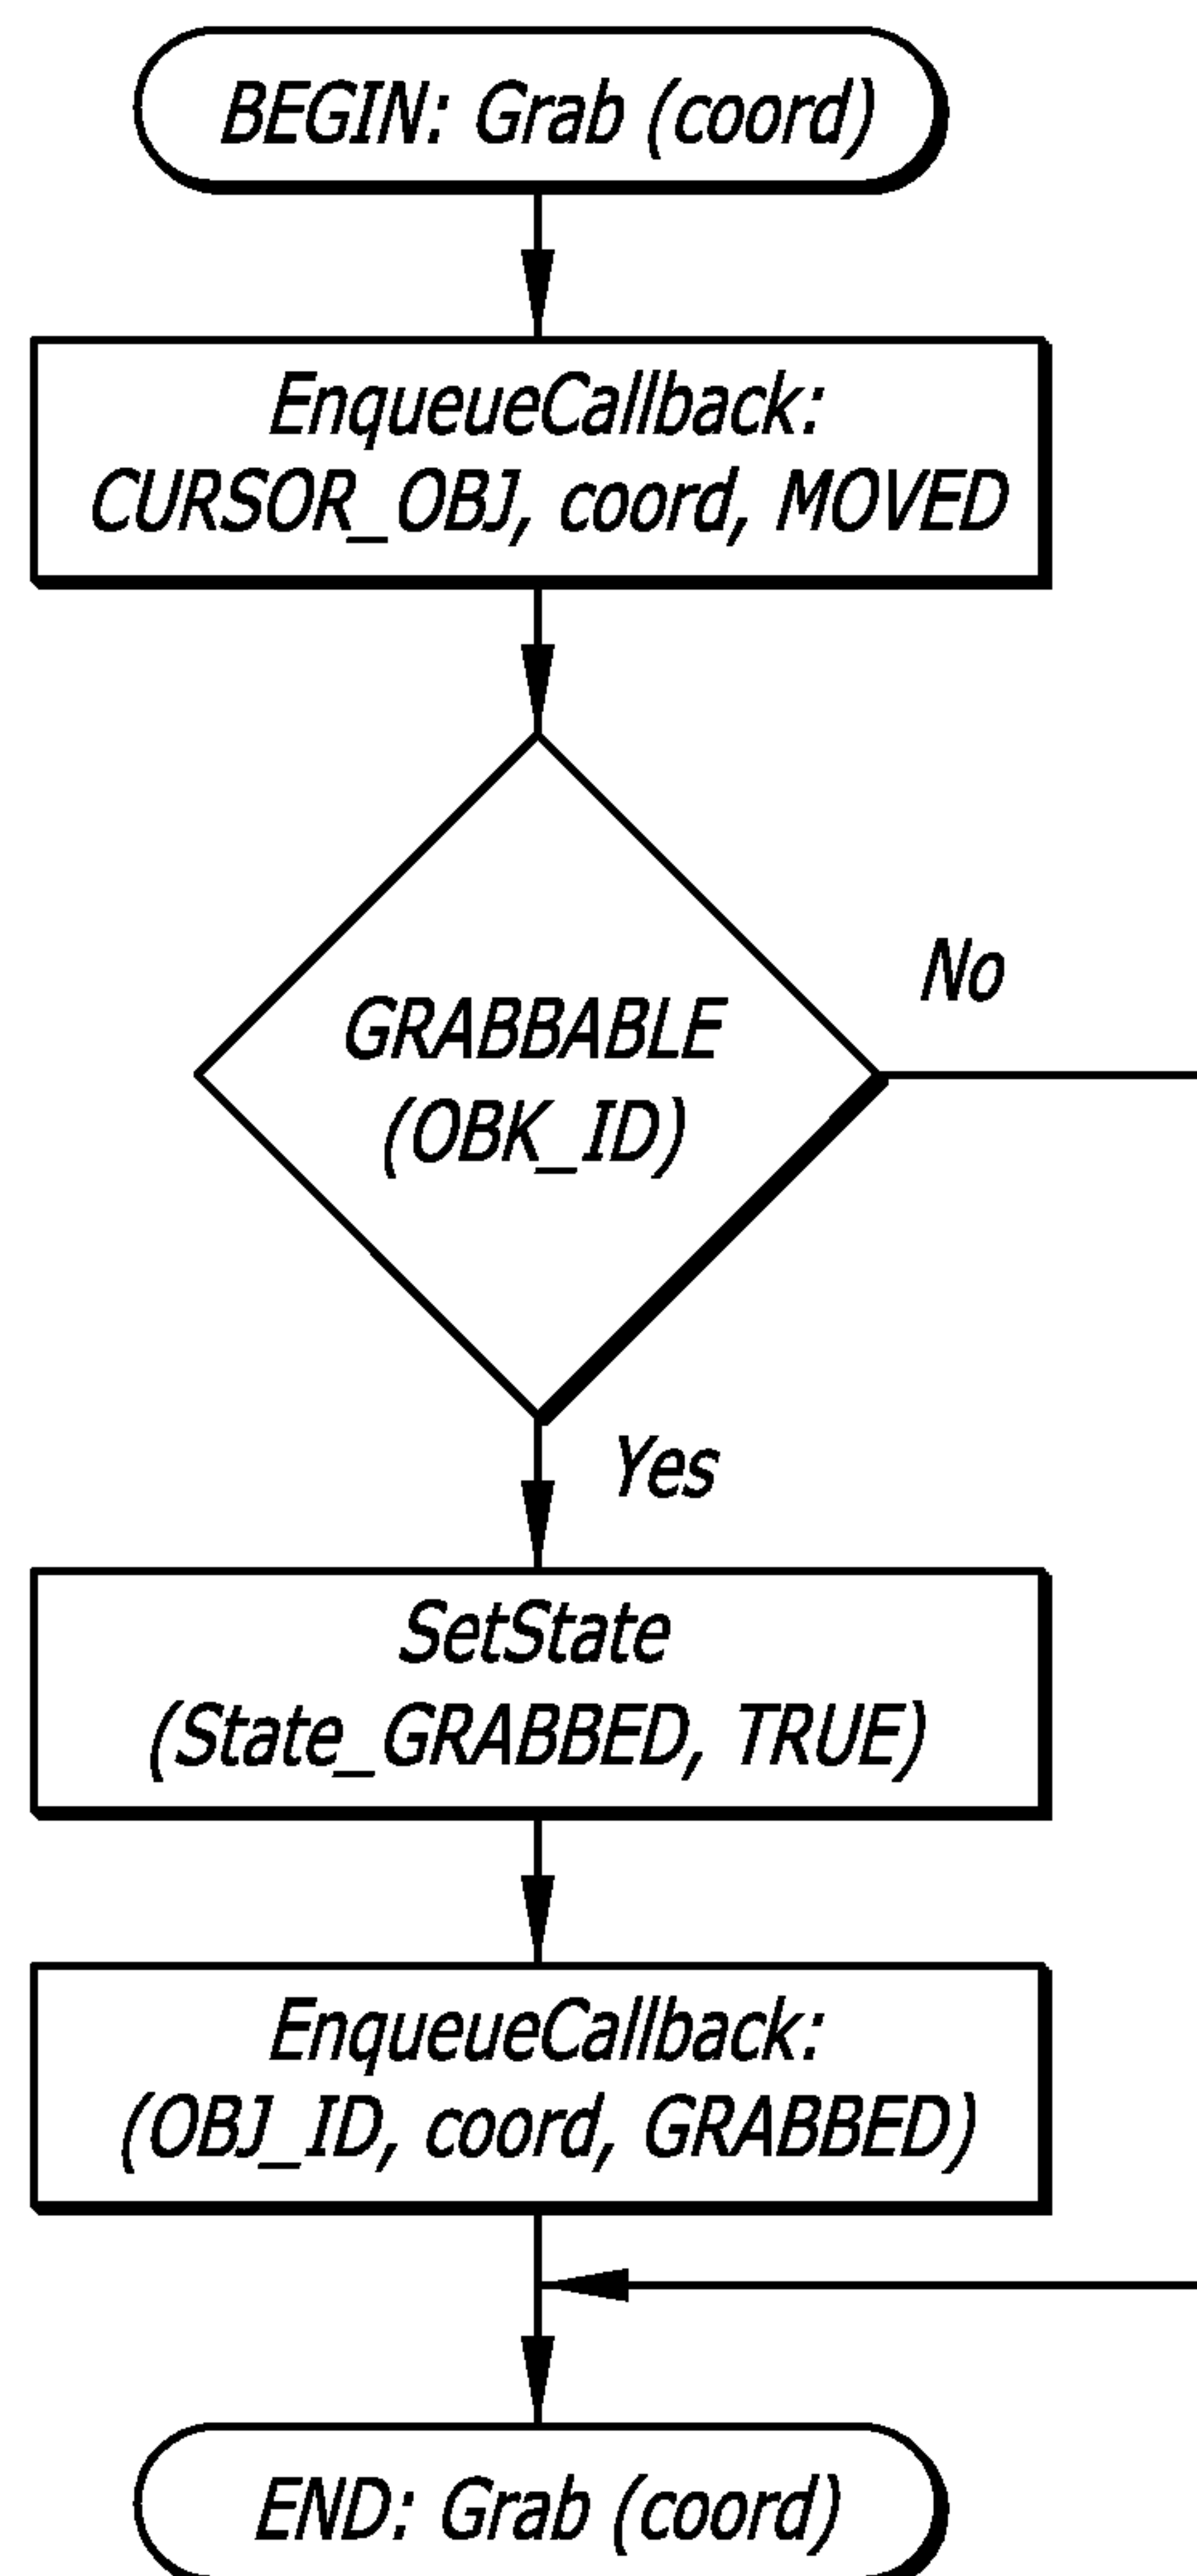 BEGIN: Grab (coord)
EnqueueCallback:
CURSOR_OBJ, coord, MOVED
No
GRABBABLE
(OBK_ID)
Yes
SetState
(State_GRABBED, TRUE)
EnqueueCallback:
(OBJ_ID, coord, GRABBED)
END: Grab (coord)